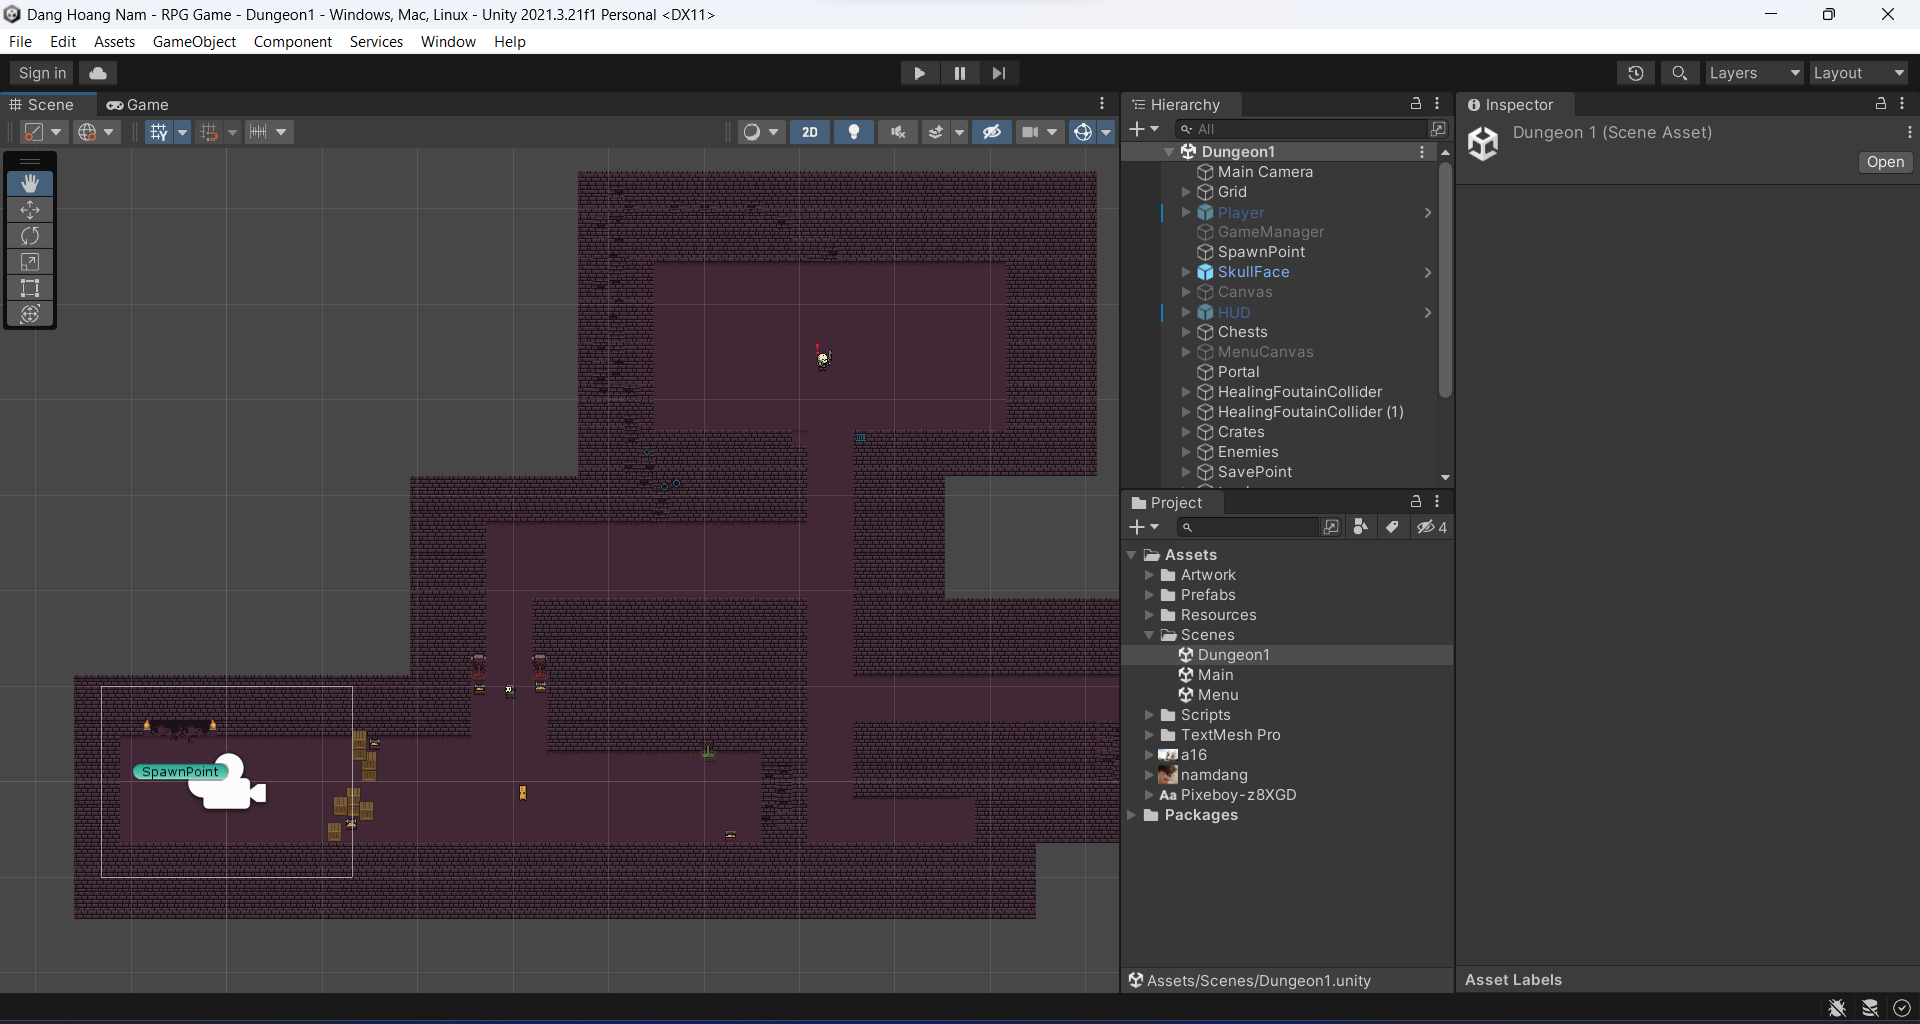 Dang Hoang Nam - RPG Game - Dungeon1 - Windows, Mac, Linux - Unity 2021.3.21f1 Personal <DX11>
File Edit Assets GameObject Component Services Window Help
Sign in
Layers
Layout
Scene
Game
2D
SpawnPoint
Hierarchy
All
Dungeon1
Main Camera
Grid
Player
GameManager
SpawnPoint
SkullFace
Canvas
HUD
Chests
MenuCanvas
Portal
HealingFoutainCollider
HealingFoutainCollider (1)
Crates
Enemies
SavePoint
Project
4
Assets
Artwork
Prefabs
Resources
Scenes
Dungeon1
Main
Menu
Scripts
TextMesh Pro
a16
namdang
Aa Pixeboy-z8XGD
Packages
Assets/Scenes/Dungeon1.unity
Inspector
Dungeon 1 (Scene Asset)
Open
Asset Labels